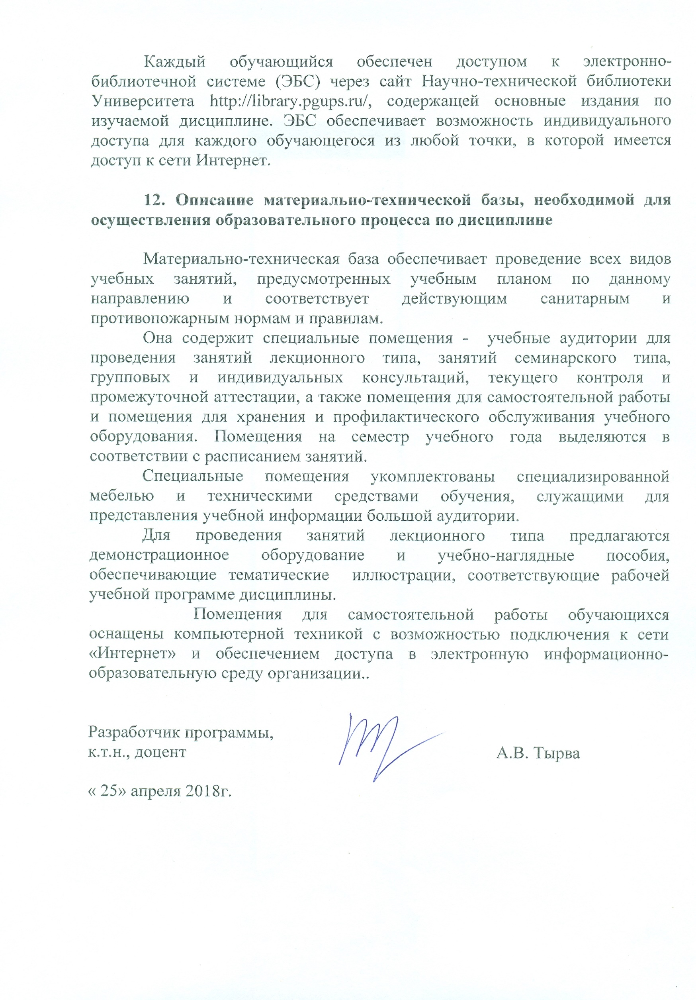 Каждый обучающийся обеспечен доступом к электронно-
библиотечной системе (ЭБС) через сайт Научно-технической библиотеки
Университета http://library.pgups.ru/, содержащей основные издания по
изучаемой дисциплине. ЭБС обеспечивает возможность индивидуального
доступа для каждого обучающегося из любой точки, в которой имеется
доступ к сети Интернет.
12. Описание материально-технической базы, необходимой для
осуществления образовательного процесса по дисциплине
Материально-техническая база обеспечивает проведение всех видов
учебных занятий, предусмотренных учебным планом по данному
направлению и соответствует действующим санитарным и
противопожарным нормам и правилам.
Она содержит специальные помещения - учебные аудитории для
проведения занятий лекционного типа, занятий семинарского типа,
групповых и индивидуальных консультаций, текущего контроля и
промежуточной аттестации, а также помещения для самостоятельной работы
и помещения для хранения и профилактического обслуживания учебного
оборудования. Помещения на семестр учебного года выделяются в
соответствии с расписанием занятий.
Специальные помещения укомплектованы специализированной
мебелью и техническими средствами обучения, служащими для
представления учебной информации большой аудитории.
Для проведения занятий лекционного типа предлагаются
демонстрационное оборудование и учебно-наглядные пособия,
обеспечивающие тематические иллюстрации, соответствующие рабочей
учебной программе дисциплины.
Помещения для самостоятельной работы обучающихся
оснащены компьютерной техникой с возможностью подключения к сети
«Интернет» и обеспечением доступа в электронную информационно-
образовательную среду организации..
Разработчик программы,
к.т.н., доцент А.В. Тырва
« 25» апреля 2018г.